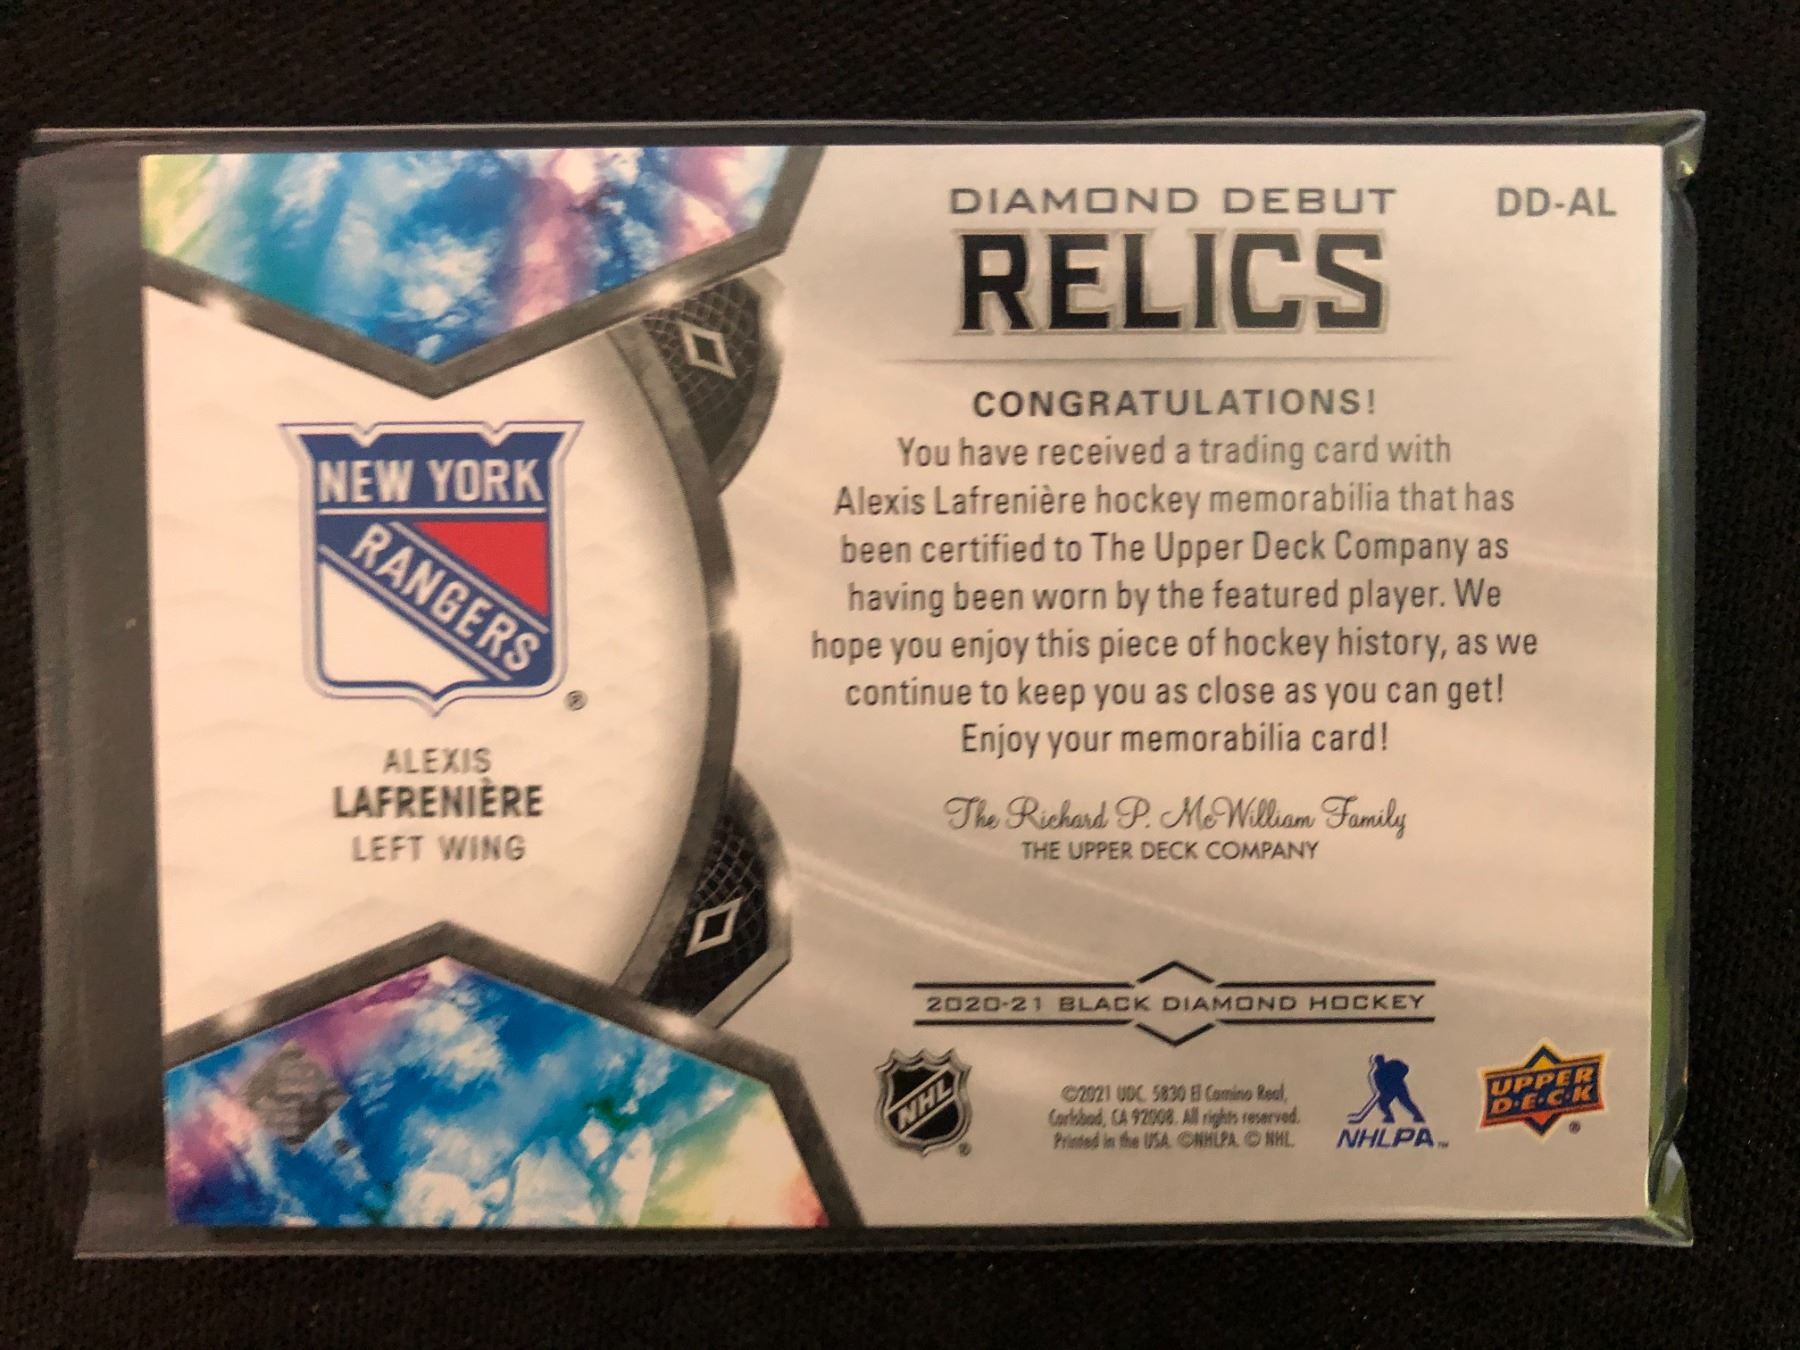 DIAMOND DEBUT
RELICS
DD-AL
CONGRATULATIONS!
You have received a trading card with
Alexis Lafrenière hockey memorabilia that has
been certified to The Upper Deck Company as
having been worn by the featured player. We
hope you enjoy this piece of hockey history, as we
continue to keep you as close as you can get!
Enjoy your memorabilia card!
The Richard P. McWilliam Family
THE UPPER DECK COMPANY
NEW YORK
RANGERS
®
ALEXIS
LAFRENIÈRE
LEFT WING
2020-21 BLACK DIAMOND HOCKEY
NHL
®
©2021 UDC, 5830 El Camino Real,
Carlsbad, CA 92008. All rights reserved.
Printed in the USA. ©NHLPA. © NHL.
NHLPA™
UPPER
D·E·C·K
®